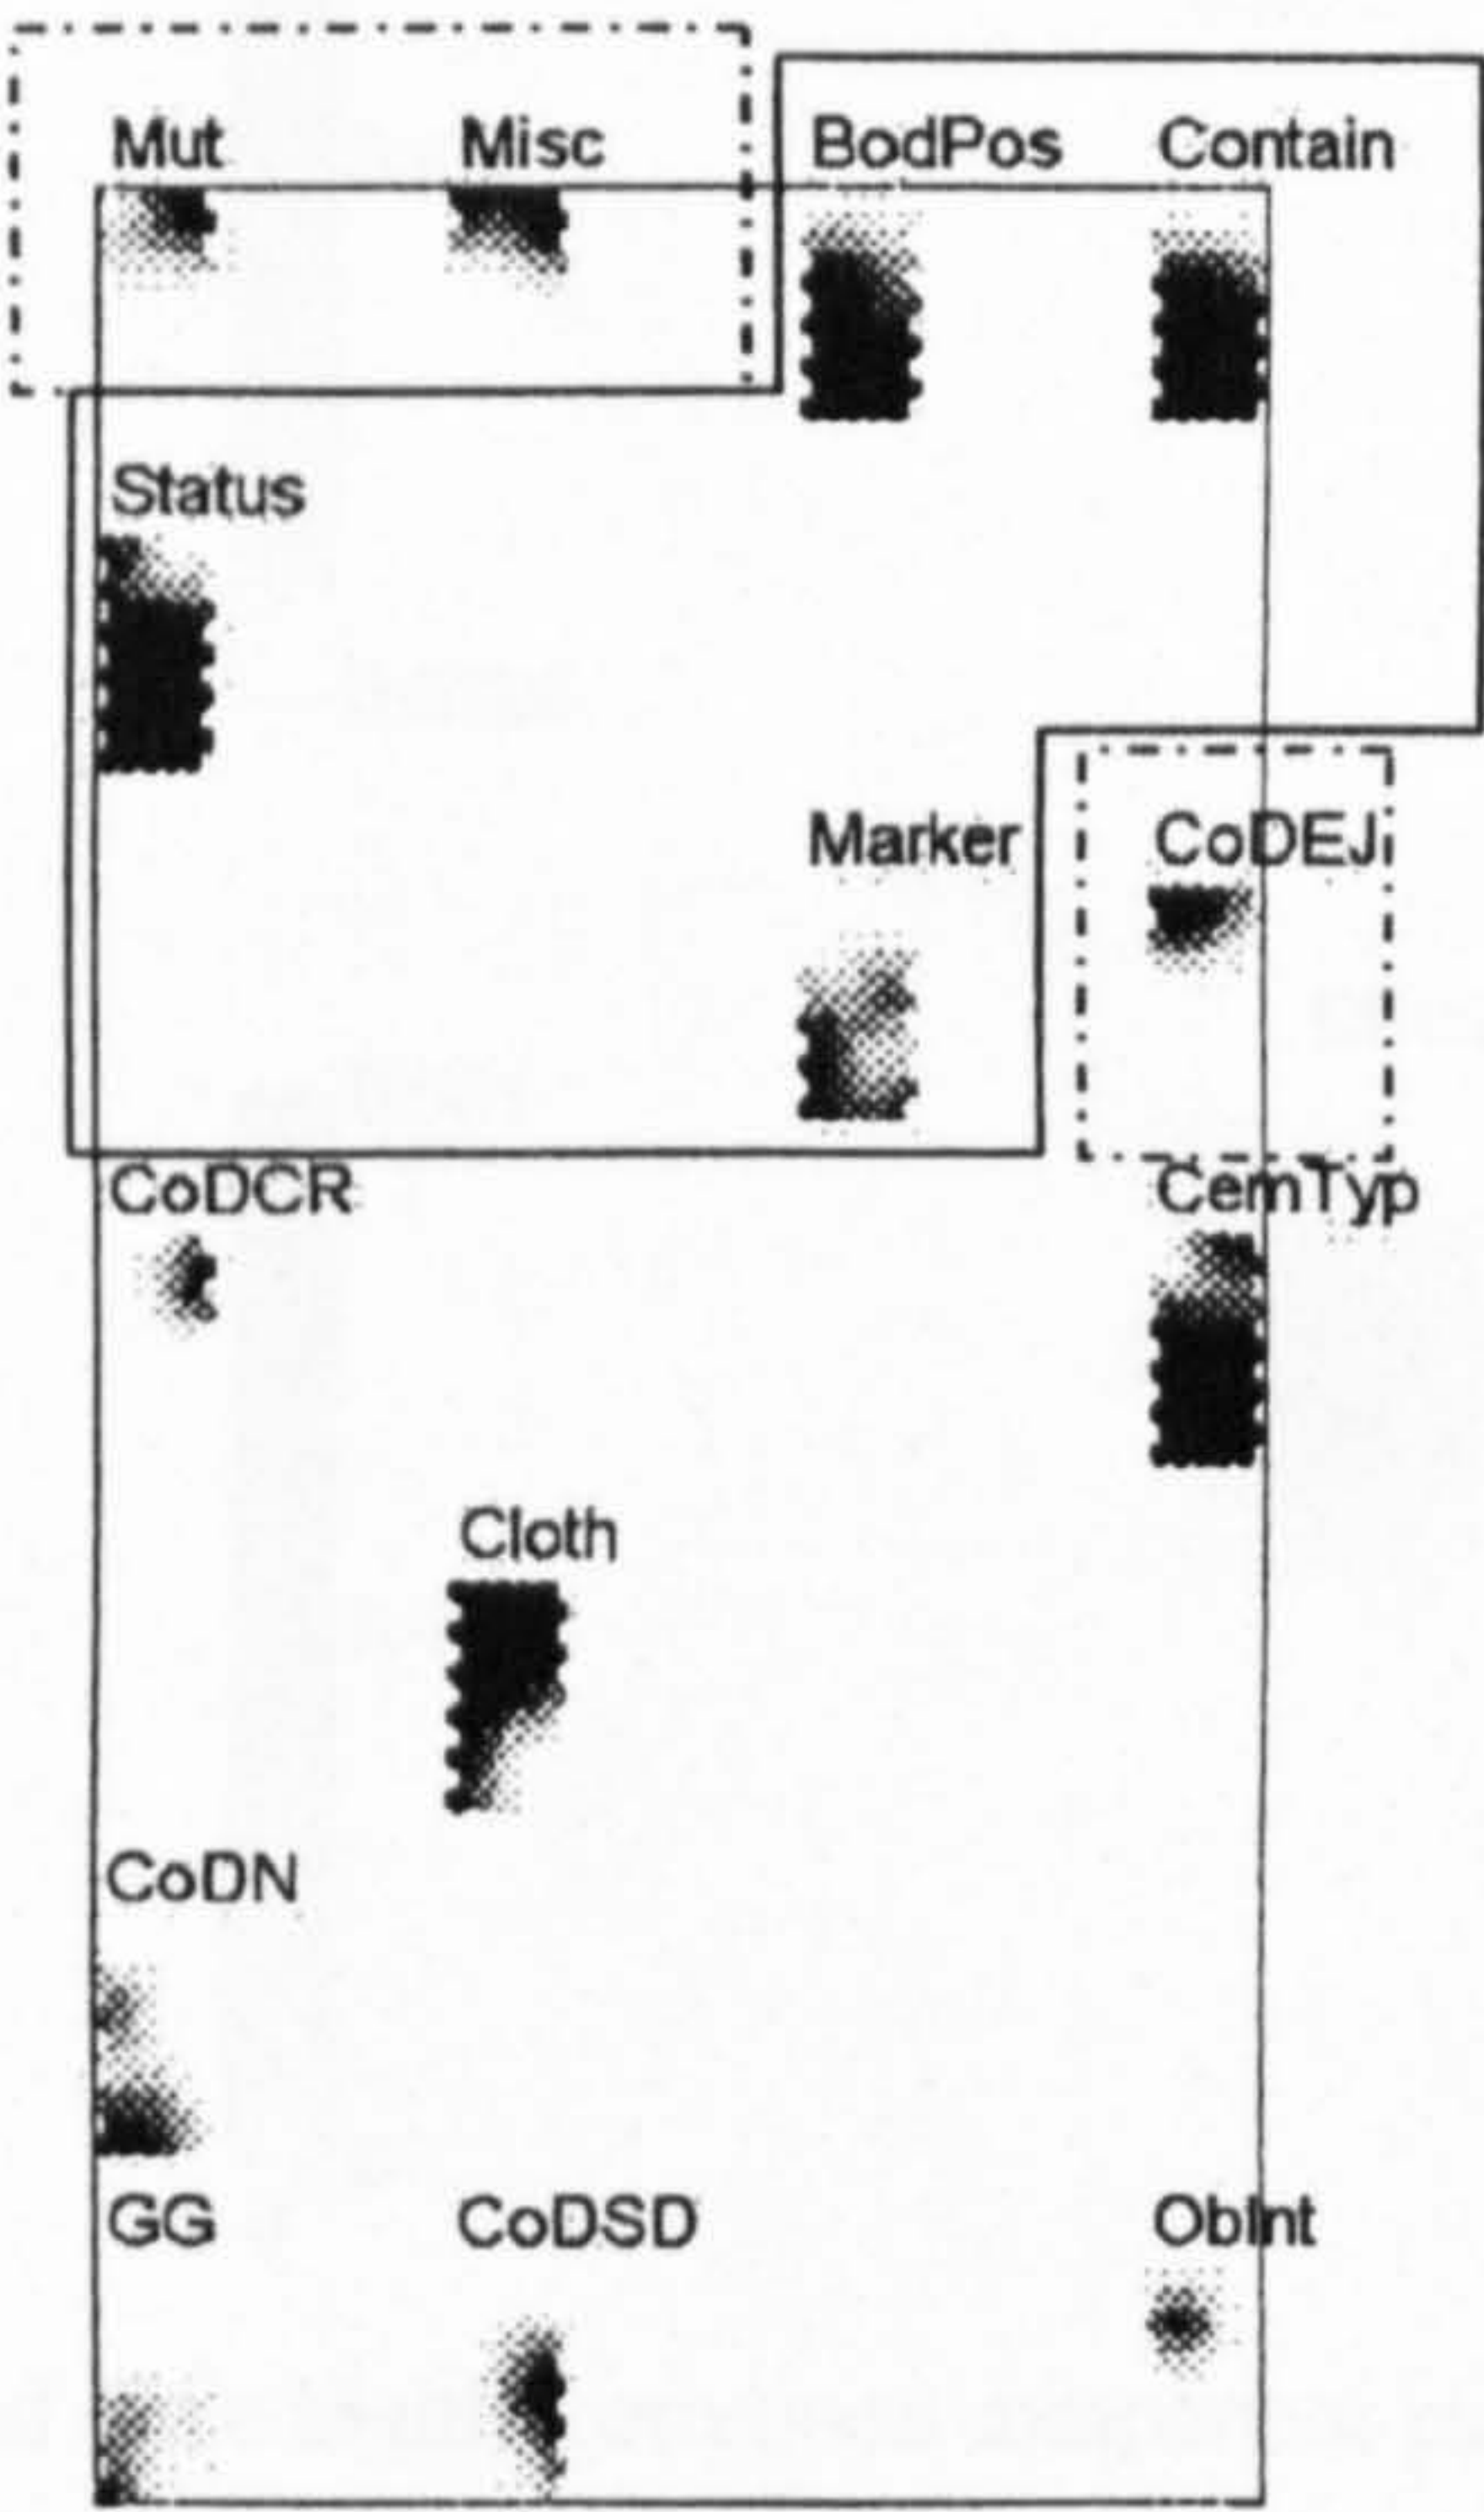 Mut Misc BodPos Contain
Status
Marker CoDEJ
CoDCR CemTyp
Cloth
CoDN
GG CoDSD ObInt